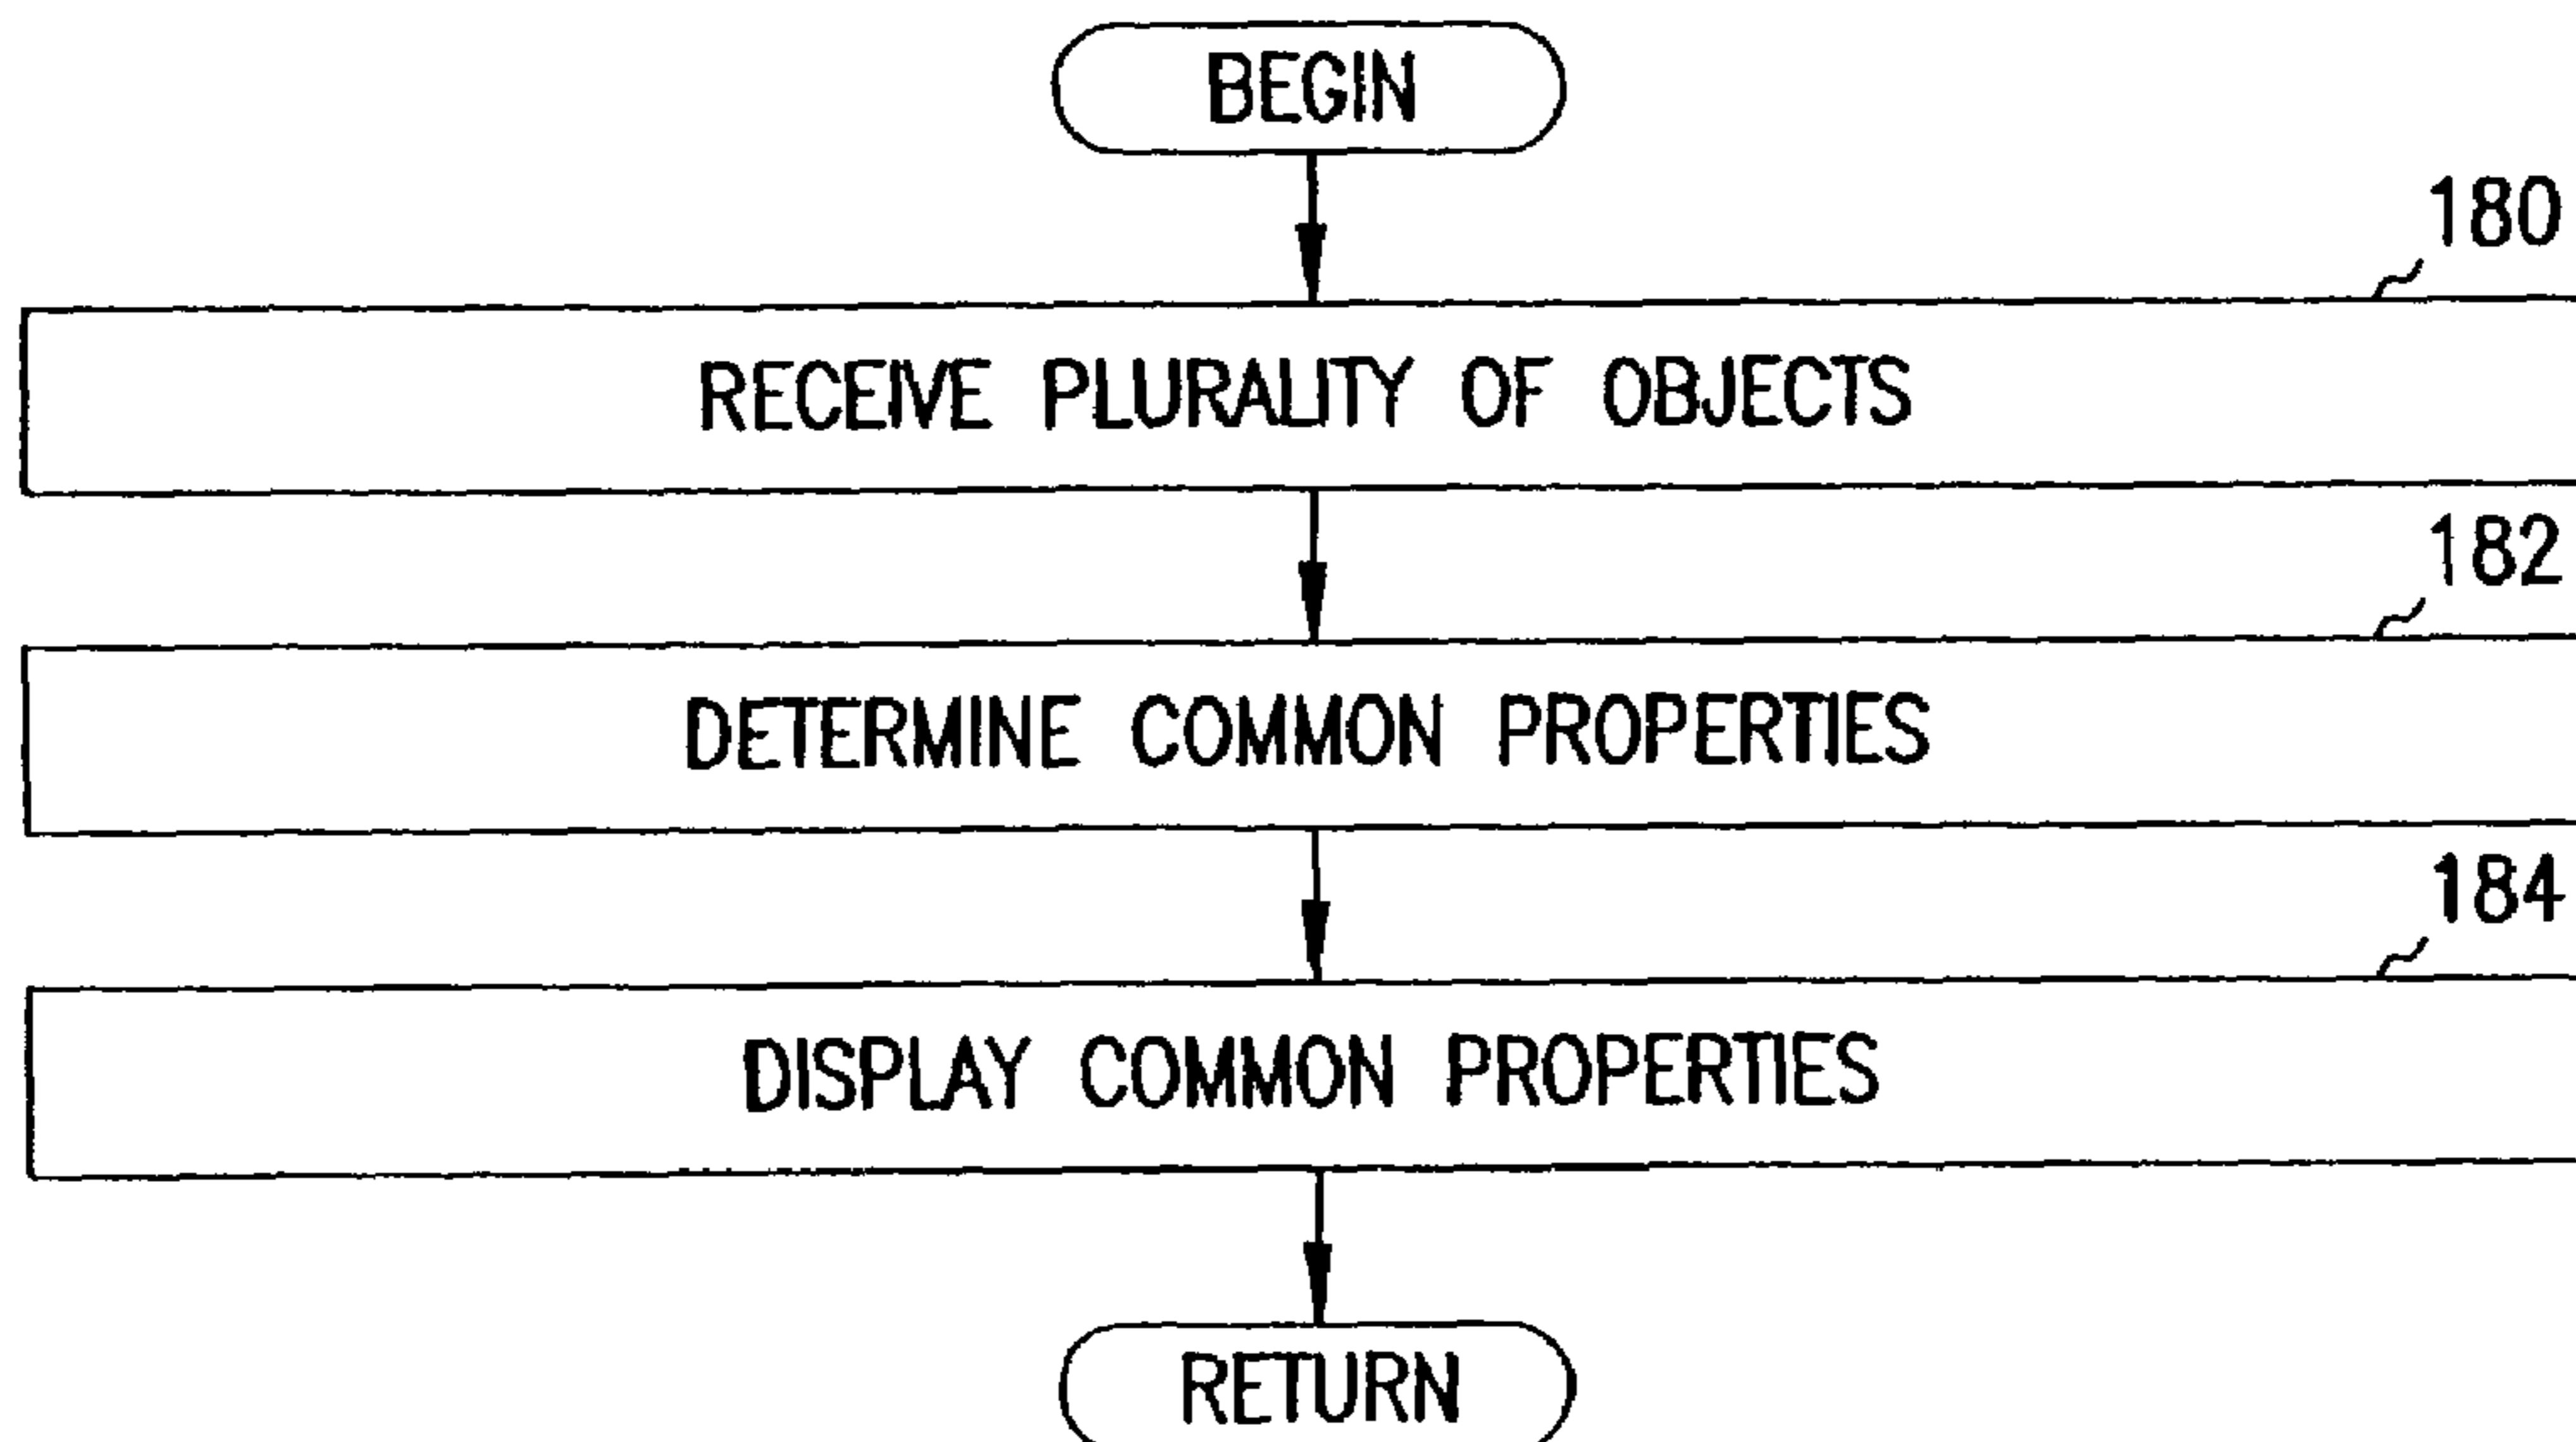 BEGIN
180
RECEIVE PLURALITY OF OBJECTS
182
DETERMINE COMMON PROPERTIES
184
DISPLAY COMMON PROPERTIES
RETURN